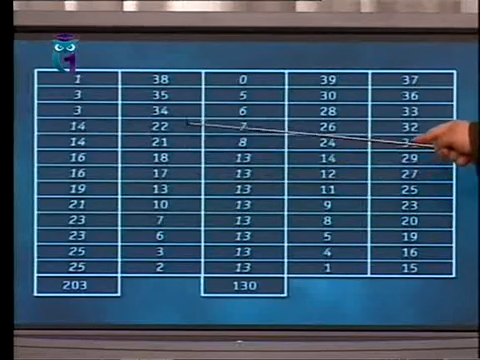 1 38 0 39 37
3 35 5 30 36
3 34 6 28 33
14 22 7 26 32
14 21 8 24
16 18 13 14 29
16 17 13 12 27
19 13 13 11 25
21 10 13 9 23
23 7 13 8 20
23 6 13 5 19
25 3 13 4 16
25 2 13 1 15
203 130